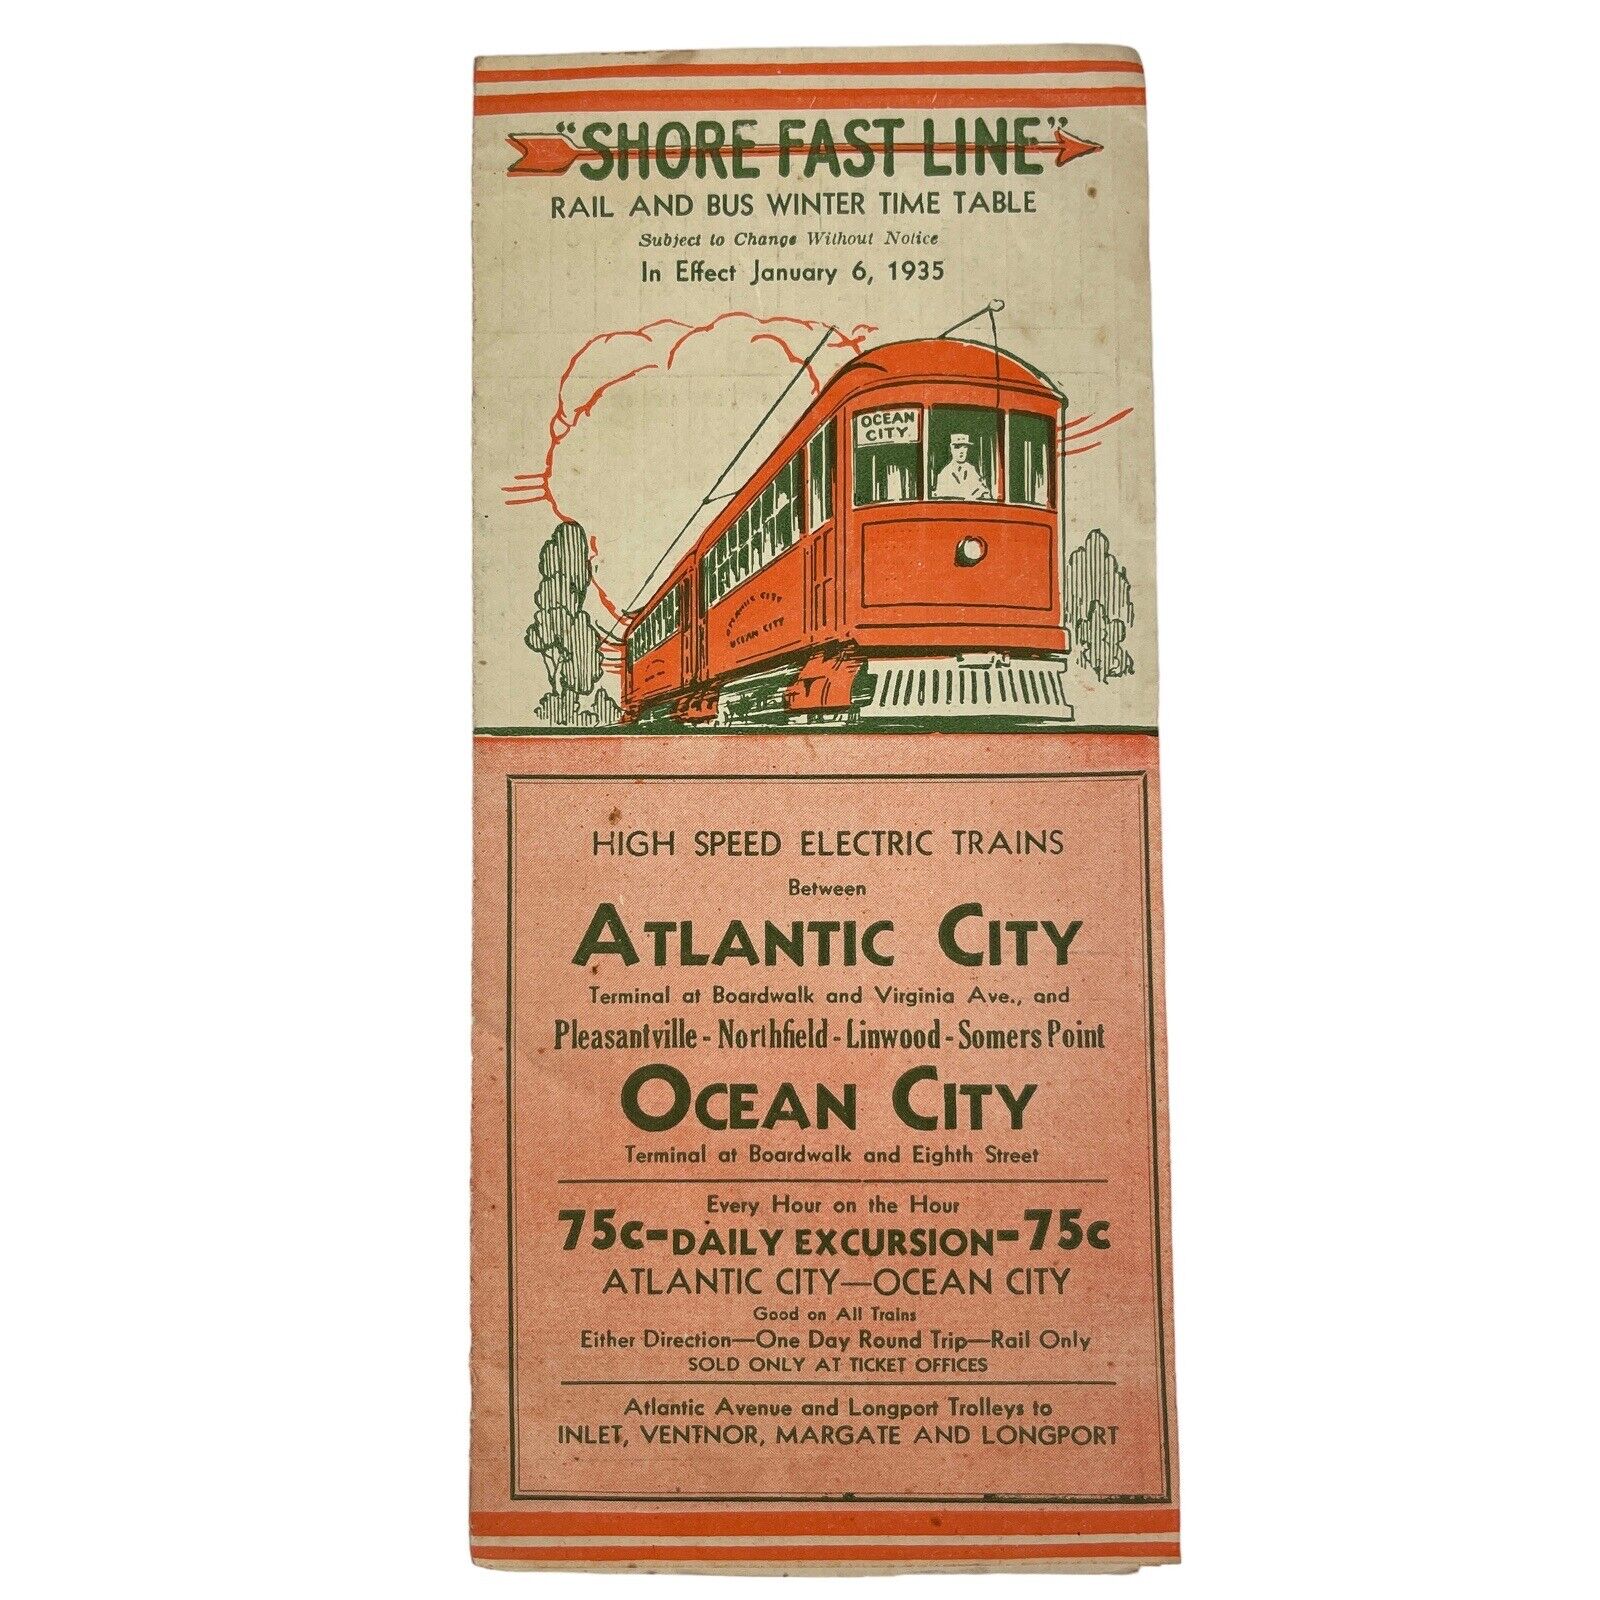 "SHORE FAST LINE"
RAIL AND BUS WINTER TIME TABLE
Subject to Change Without Notice
In Effect January 6, 1935
OCEAN
CITY
ATLANTIC CITY
OCEAN CITY
HIGH SPEED ELECTRIC TRAINS
Between
ATLANTIC CITY
Terminal at Boardwalk and Virginia Ave., and
Pleasantville - Northfield - Linwood - Somers Point
OCEAN CITY
Terminal at Boardwalk and Eighth Street
Every Hour on the Hour
75c-DAILY EXCURSION-75c
ATLANTIC CITY—OCEAN CITY
Good on All Trains
Either Direction—One Day Round Trip—Rail Only
SOLD ONLY AT TICKET OFFICES
Atlantic Avenue and Longport Trolleys to
INLET, VENTNOR, MARGATE AND LONGPORT